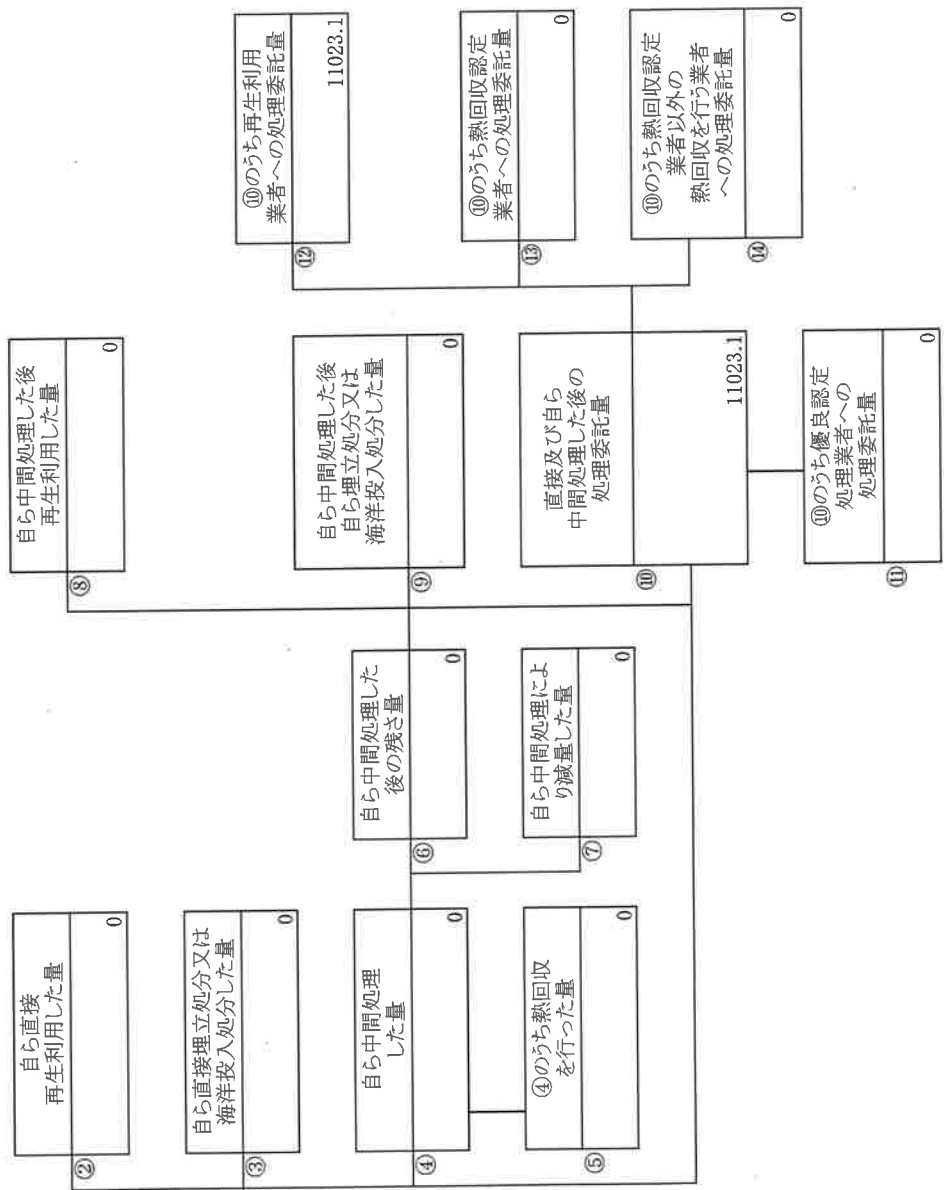 ②
自ら直接
再生利用した量
0
③
自ら直接埋立処分又は
海洋投入処分した量
0
④
自ら中間処理
した量
0
⑤
④のうち熱回収
を行った量
0
⑥
自ら中間処理した
後の残さ量
0
⑦
自ら中間処理によ
り減量した量
0
⑧
自ら中間処理した後
再生利用した量
0
⑨
自ら中間処理した後
自ら埋立処分又は
海洋投入処分した量
0
⑩
直接及び自ら
中間処理した後の
処理委託量
11023.1
⑪
⑩のうち優良認定
処理業者への
処理委託量
0
⑫
⑩のうち再生利用
業者への処理委託量
11023.1
⑬
⑩のうち熱回収認定
業者への処理委託量
0
⑭
⑩のうち熱回収認定
業者以外の
熱回収を行う業者
への処理委託量
0